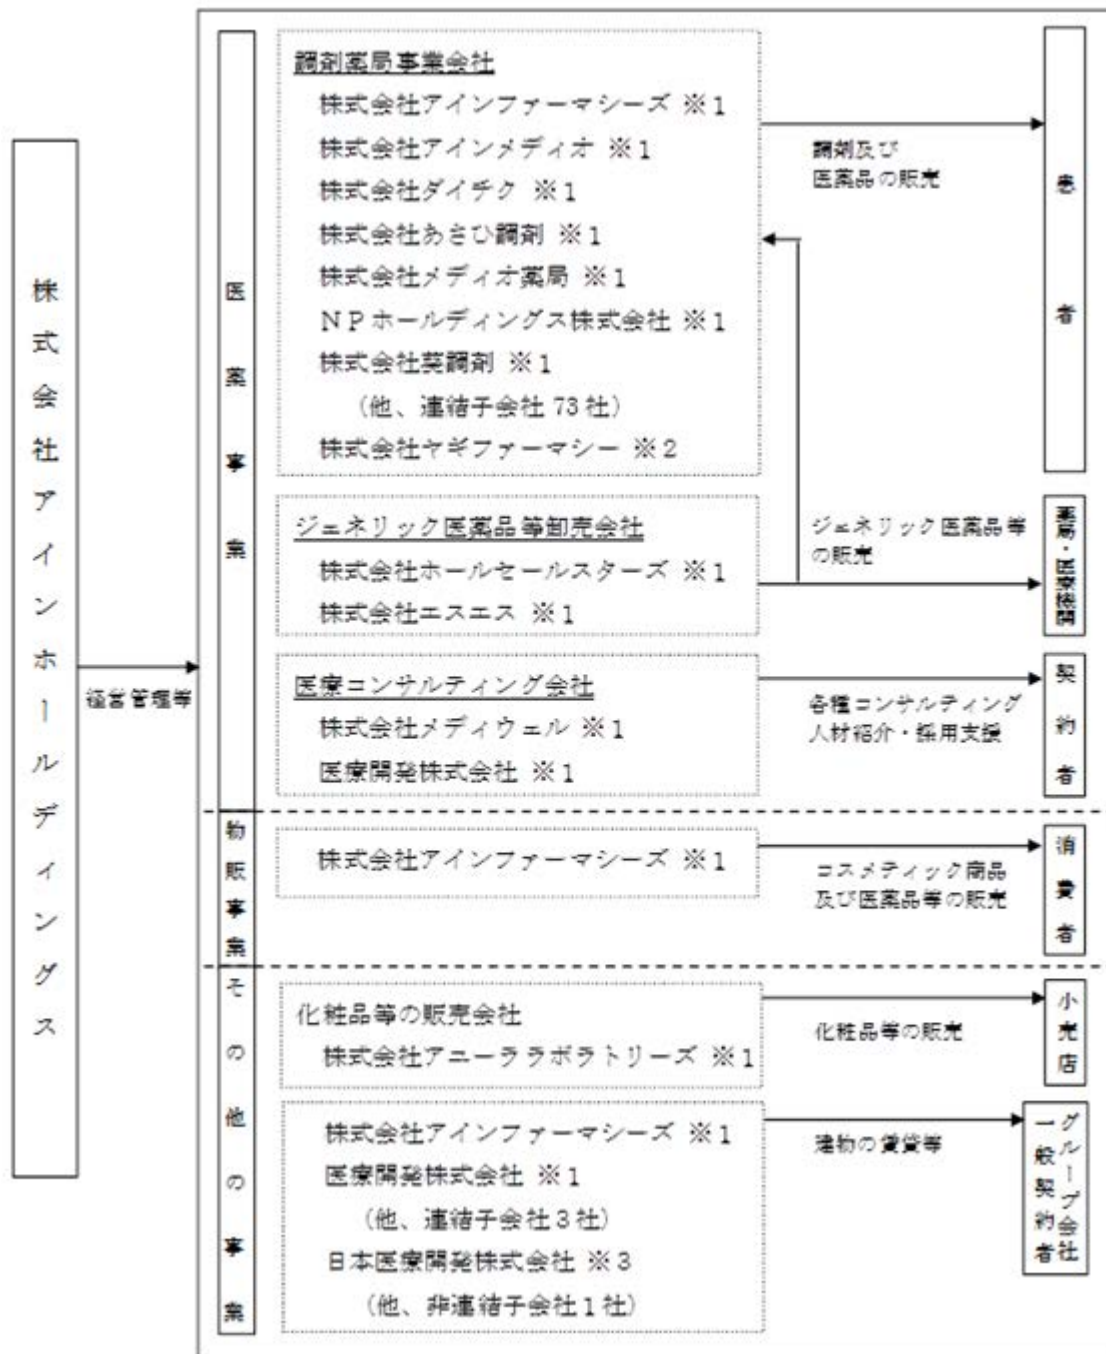 株式会社アインホールディングス
経営管理等
医薬事業
調剤薬局事業会社
株式会社アインファーマシーズ ※1
株式会社アインメディオ ※1
株式会社ダイチク ※1
株式会社あさひ調剤 ※1
株式会社メディオ薬局 ※1
NPホールディングス株式会社 ※1
株式会社葵調剤 ※1
(他、連結子会社 73 社)
株式会社ヤギファーマシー ※2
調剤及び
医薬品の販売
患者
ジェネリック医薬品等卸売会社
株式会社ホールセールスターズ ※1
株式会社エスエス ※1
ジェネリック医薬品等
の販売
薬局・医療機関
医療コンサルティング会社
株式会社メディウェル ※1
医療開発株式会社 ※1
各種コンサルティング
人材紹介・採用支援
契約者
物販事業
株式会社アインファーマシーズ ※1
コスメティック商品
及び医薬品等の販売
消費者
その他の事業
化粧品等の販売会社
株式会社アユーララボラトリーズ ※1
化粧品等の販売
小売店
株式会社アインファーマシーズ ※1
医療開発株式会社 ※1
(他、連結子会社3社)
日本医療開発株式会社 ※3
(他、非連結子会社1社)
建物の賃貸等
グループ会社
一般契約者